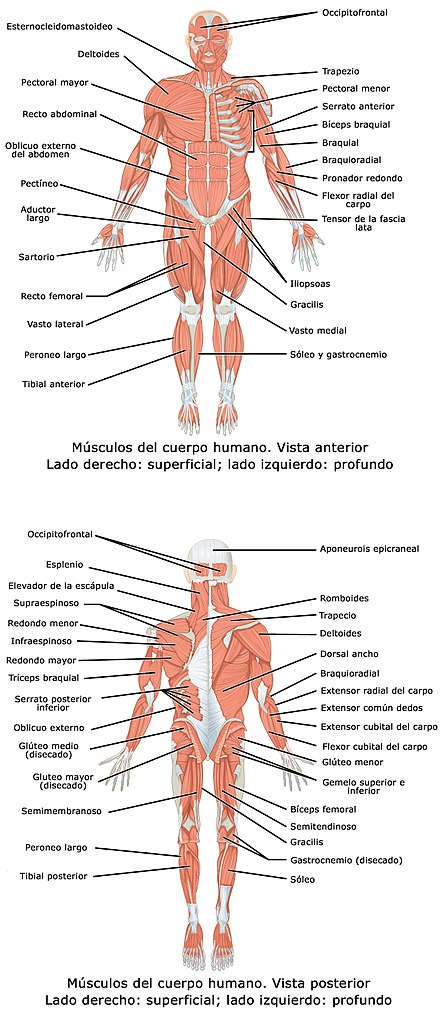 Occipitofrontal
Esternocleidomastoideo
Deltoides
Pectoral mayor
Recto abdominal
Oblicuo externo
del abdomen
Pectíneo
Aductor
largo
Sartorio
Recto femoral
Vasto lateral
Peroneo largo
Tibial anterior
Trapezio
Pectoral menor
Serrato anterior
Bíceps braquial
Braquial
Braquioradial
Pronador redondo
Flexor radial del
carpo
Tensor de la fascia
lata
Iliopsoas
Gracilis
Vasto medial
Sóleo y gastrocnemio
Músculos del cuerpo humano. Vista anterior
Lado derecho: superficial; lado izquierdo: profundo
Occipitofrontal
Esplenio
Elevador de la escápula
Supraespinoso
Redondo menor
Infraespinoso
Redondo mayor
Tríceps braquial
Serrato posterior
inferior
Oblicuo externo
Glúteo medio
(disecado)
Gluteo mayor
(disecado)
Semimembranoso
Peroneo largo
Tibial posterior
Aponeurois epicraneal
Romboides
Trapecio
Deltoides
Dorsal ancho
Braquioradial
Extensor radial del carpo
Extensor común dedos
Extensor cubital del carpo
Flexor cubital del carpo
Glúteo menor
Gemelo superior e
inferior
Bíceps femoral
Semitendinoso
Gracilis
Gastrocnemio (disecado)
Sóleo
Músculos del cuerpo humano. Vista posterior
Lado derecho: superficial; lado izquierdo: profundo